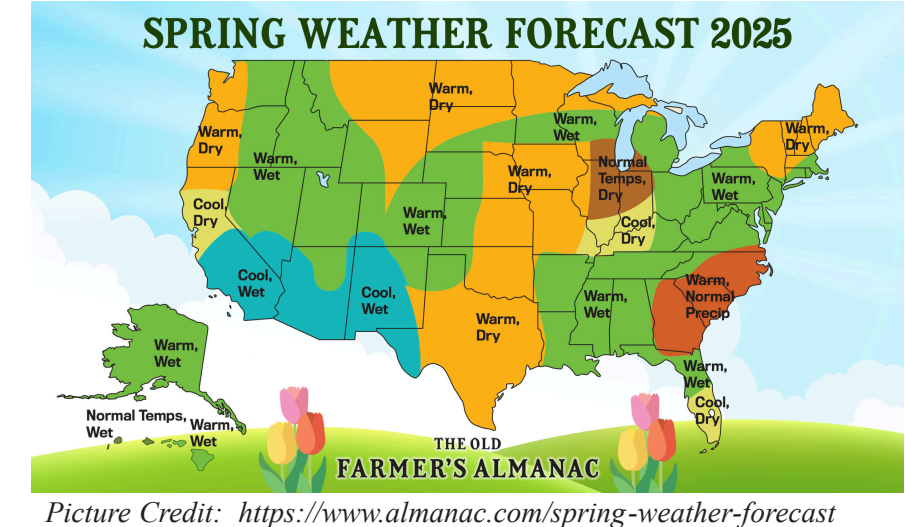 SPRING WEATHER FORECAST 2025
Warm,
Dry
Warm,
Wet
Warm,
Dry
Warm,
Dry
Warm,
Wet
Normal
Temps,
Dry
Warm,
Dry
Warm,
Wet
Cool,
Dry
Warm,
Wet
Cool,
Dry
Cool,
Wet
Cool,
Wet
Warm,
Normal
Precip
Warm,
Wet
Warm,
Dry
Warm,
Wet
Warm,
Wet
Cool,
Dry
Normal Temps,
Wet
Warm,
Wet
THE OLD
FARMER'S ALMANAC
Picture Credit: https://www.almanac.com/spring-weather-forecast